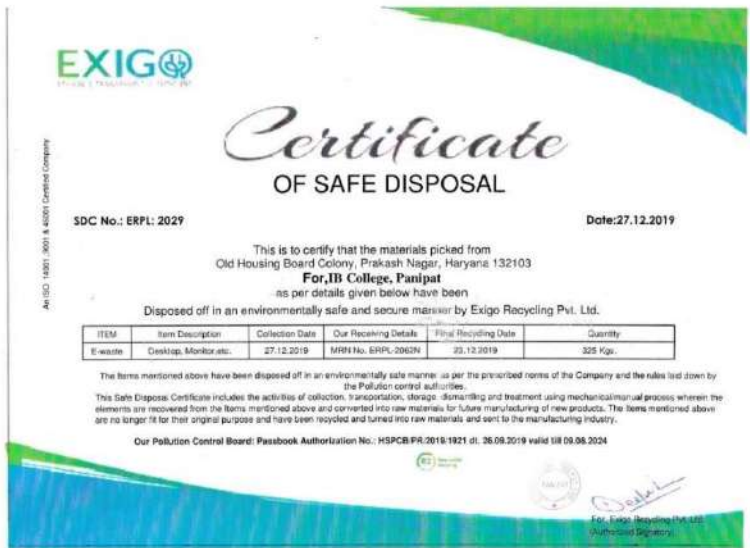 EXIGO
An ISO 14001, 9001 & 45001 Certified Company
Certificate
OF SAFE DISPOSAL
SDC No.: ERPL: 2029
Date:27.12.2019
This is to certify that the materials picked from
Old Housing Board Colony, Prakash Nagar, Haryana 132103
For,IB College, Panipat
as per details given below have been
Disposed off in an environmentally safe and secure manner by Exigo Recycling Pvt. Ltd.
ITEM Item Description Collection Date Our Receiving Details Final Recycling Date Quantity
E-waste Desktop, Monitor,etc. 27.12.2019 MRN No. ERPL-2062N 23.12.2019 325 Kgs.
The Items mentioned above have been disposed off in an environmentally safe manner as per the prescribed norms of the Company and the rules laid down by
the Pollution control authorities.
This Safe Disposal Certificate includes the activities of collection, transportation, storage, dismantling and treatment using mechanical/manual process wherein the
elements are recovered from the Items mentioned above and converted into raw materials for future manufacturing of new products. The Items mentioned above
are no longer fit for their original purpose and have been recycled and turned into raw materials and sent to the manufacturing industry.
Our Pollution Control Board: Passbook Authorization No.: HSPCB/PR/2019/1921 dt. 26.09.2019 valid till 09.08.2024
R2
For, Exigo Recycling Pvt. Ltd.
(Authorized Signatory)